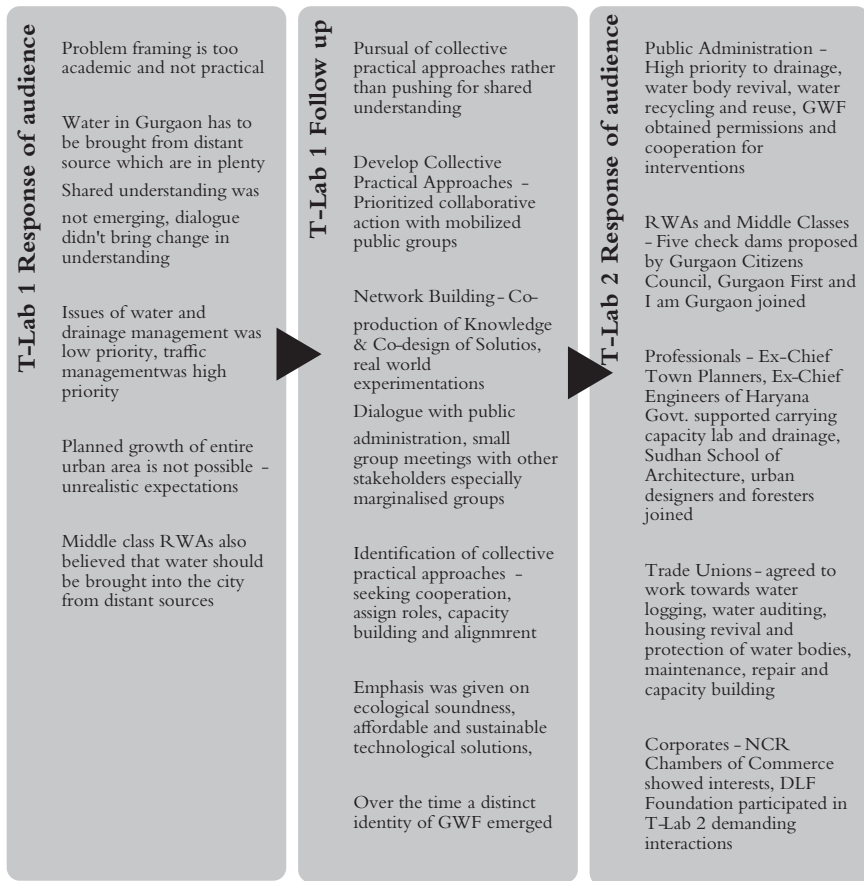 T-Lab 1 Response of audience
Problem framing is too
academic and not practical
Water in Gurgaon has to
be brought from distant
source which are in plenty
Shared understanding was
not emerging, dialogue
didn't bring change in
understanding
Issues of water and
drainage management was
low priority, traffic
managementwas high
priority
Planned growth of entire
urban area is not possible -
unrealistic expectations
Middle class RWAs also
believed that water should
be brought into the city
from distant sources
T-Lab 1 Follow up
Pursual of collective
practical approaches rather
than pushing for shared
understanding
Develop Collective
Practical Approaches -
Prioritized collaborative
action with mobilized
public groups
Network Building - Co-
production of Knowledge
& Co-design of Solutios,
real world
experimentations
Dialogue with public
administration, small
group meetings with other
stakeholders especially
marginalised groups
Identification of collective
practical approaches -
seeking cooperation,
assign roles, capacity
building and alignmrent
Emphasis was given on
ecological soundness,
affordable and sustainable
technological solutions,
Over the time a distinct
identity of GWF emerged
T-Lab 2 Response of audience
Public Administration -
High priority to drainage,
water body revival, water
recycling and reuse, GWF
obtained permissions and
cooperation for
interventions
RWAs and Middle Classes
- Five check dams proposed
by Gurgaon Citizens
Council, Gurgaon First and
I am Gurgaon joined
Professionals - Ex-Chief
Town Planners, Ex-Chief
Engineers of Haryana
Govt. supported carrying
capacity lab and drainage,
Sudhan School of
Architecture, urban
designers and foresters
joined
Trade Unions - agreed to
work towards water
logging, water auditing,
housing revival and
protection of water bodies,
maintenance, repair and
capacity building
Corporates - NCR
Chambers of Commerce
showed interests, DLF
Foundation participated in
T-Lab 2 demanding
interactions